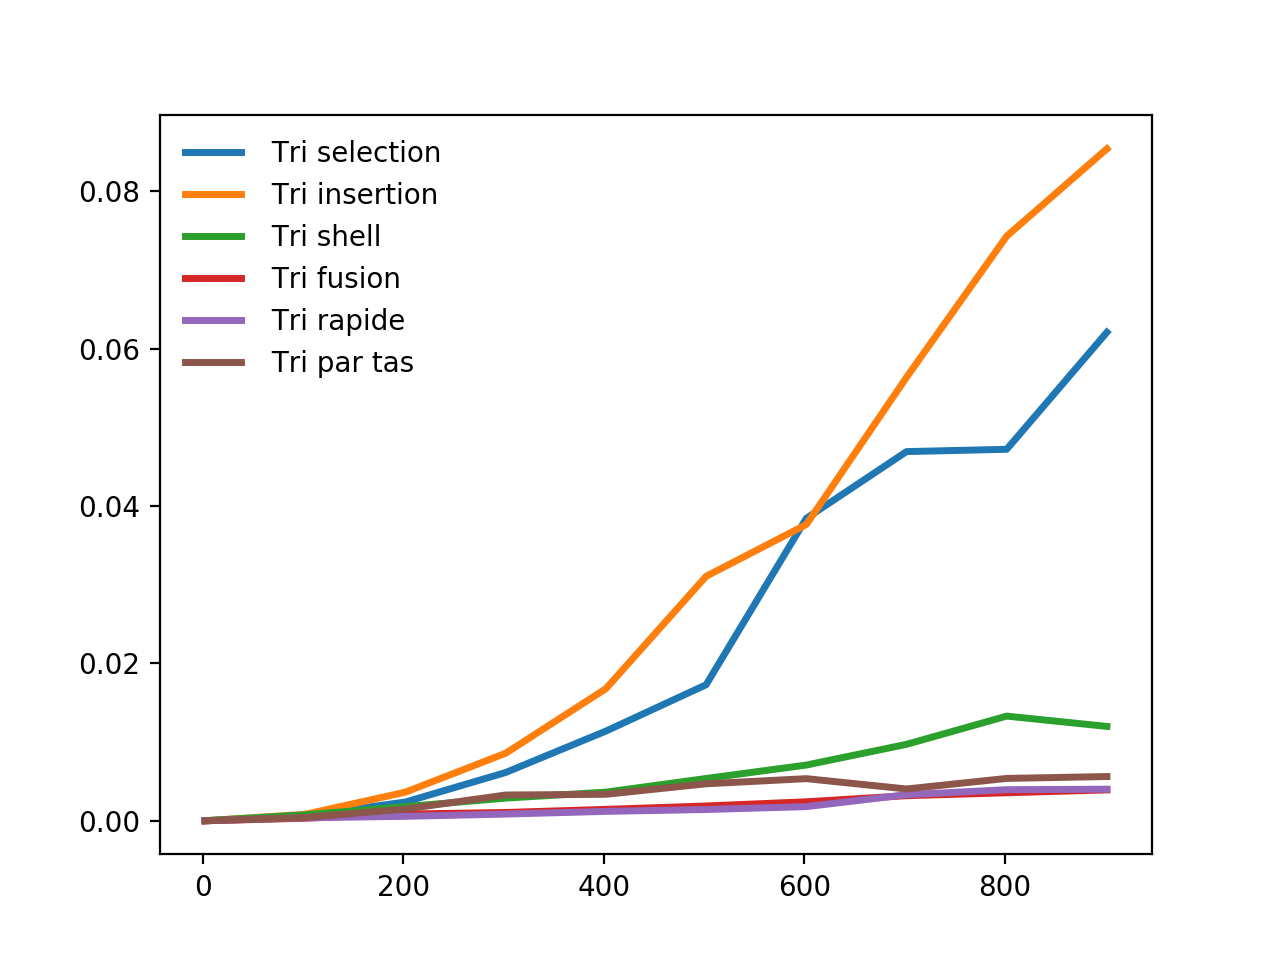 Tri selection
Tri insertion
Tri shell
Tri fusion
Tri rapide
Tri par tas
0.08
0.06
0.04
0.02
0.00
0 200 400 600 800